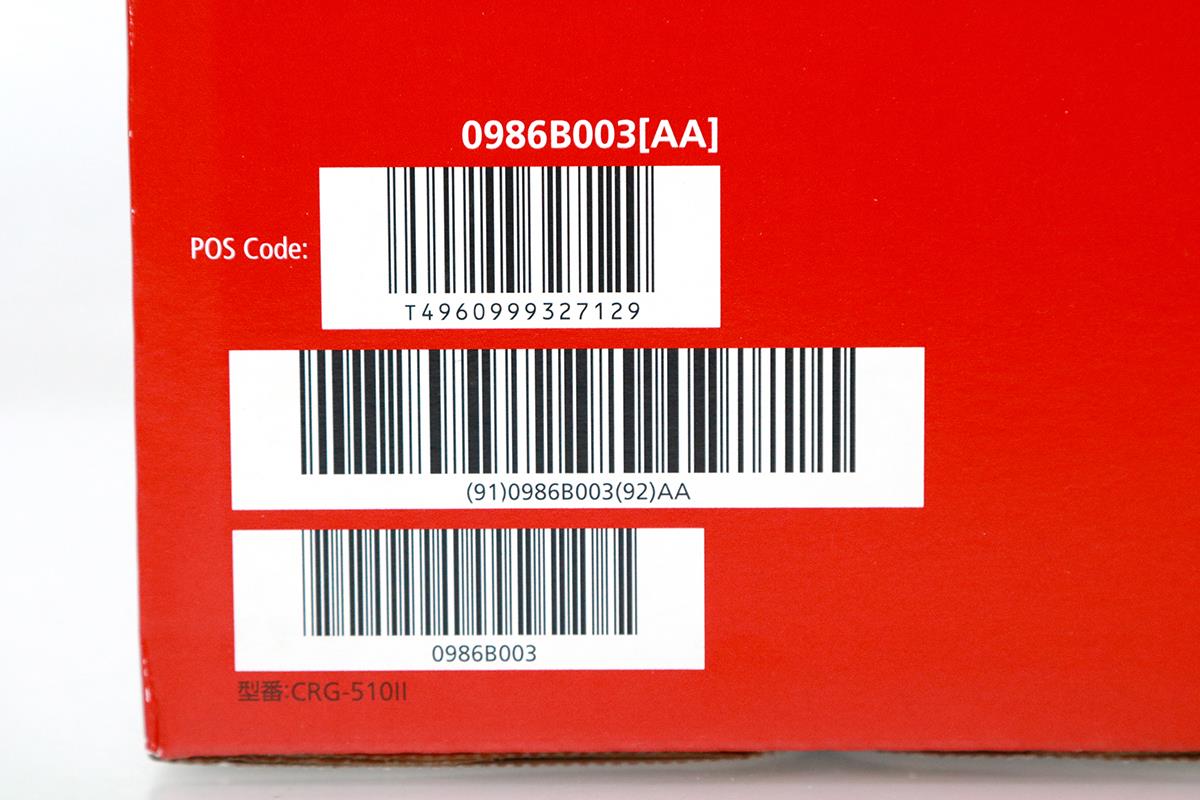 0986B003[AA]
POS Code:
T4960999327129
(91)0986B003(92)AA
0986B003
型番:CRG-510II